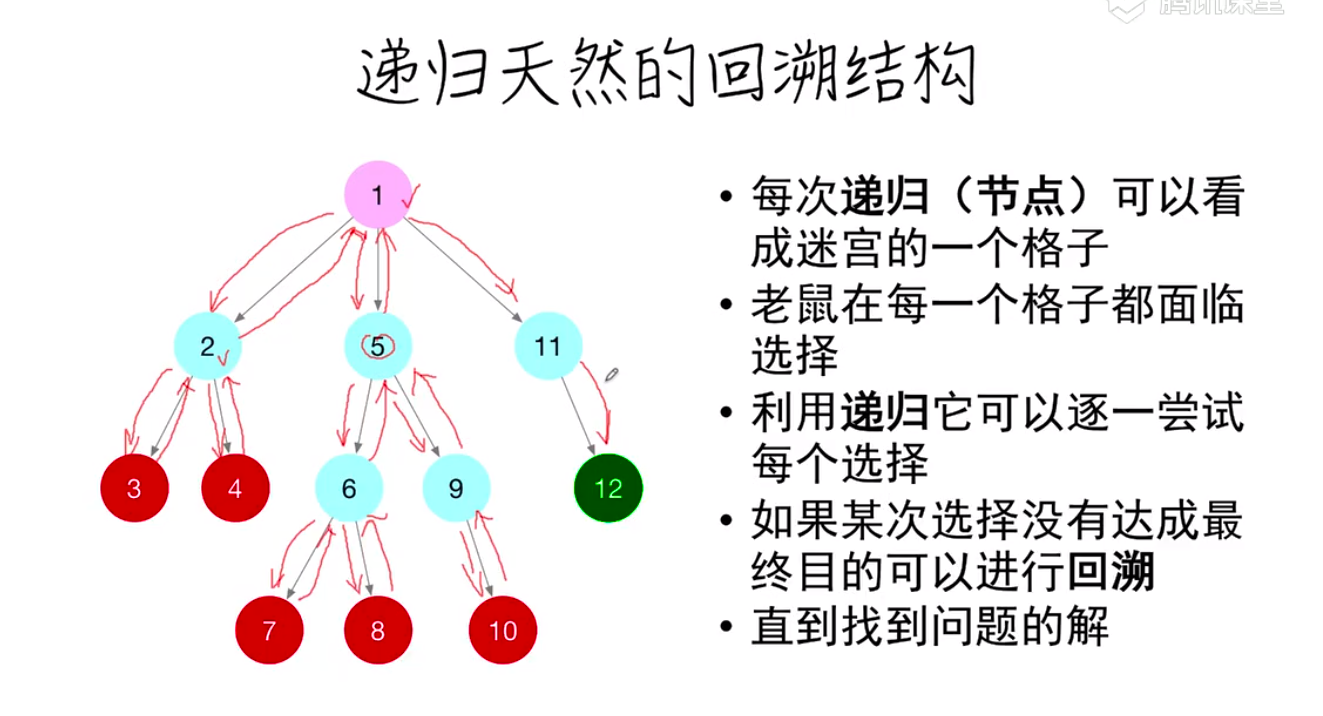 腾讯课堂
递归天然的回溯结构
1
2
5
11
3
4
6
9
12
7
8
10
• 每次递归（节点）可以看
成迷宫的一个格子
• 老鼠在每一个格子都面临
选择
• 利用递归它可以逐一尝试
每个选择
• 如果某次选择没有达成最
终目的可以进行回溯
• 直到找到问题的解